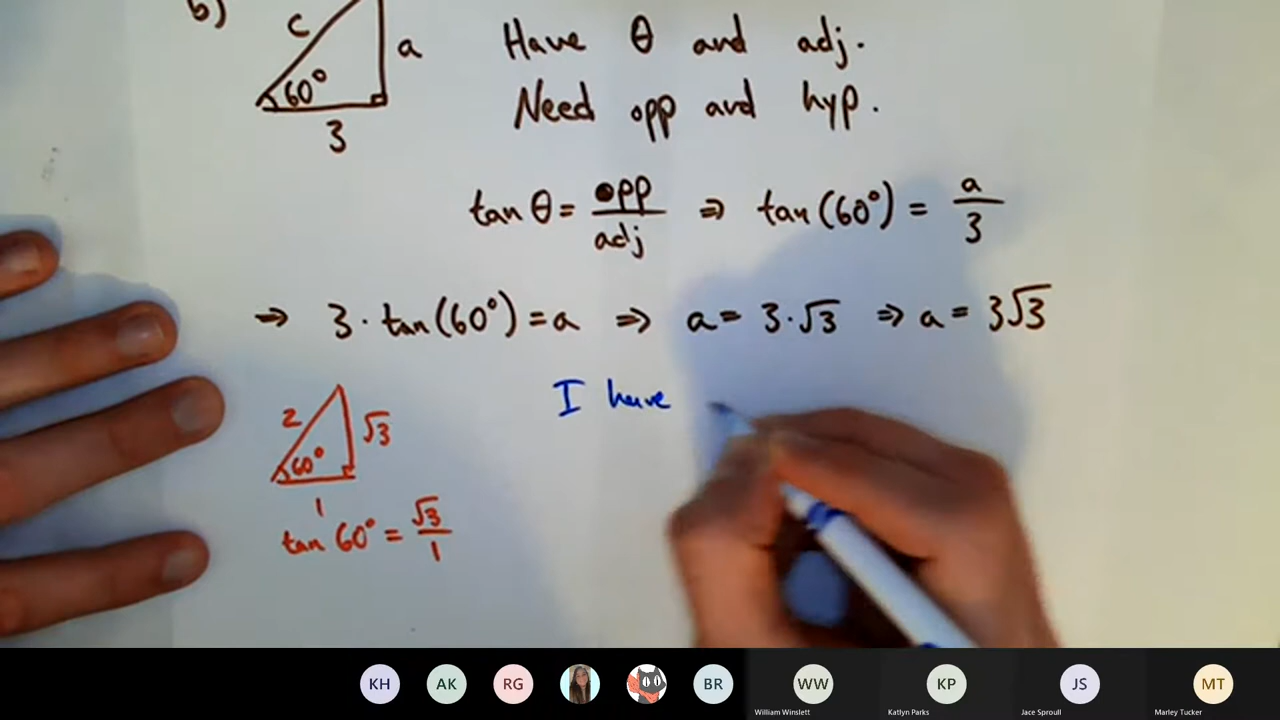 b) c a Have θ and adj.
60°
3 Need opp and hyp.
tan θ = opp/adj ⇒ tan(60°) = a/3
⇒ 3·tan(60°) = a ⇒ a = 3·√3 ⇒ a = 3√3
I have
2 √3
60°
1
tan 60° = √3/1
KH AK RG BR WW KP JS MT
William Winslett Katlyn Parks Jace Sproull Marley Tucker